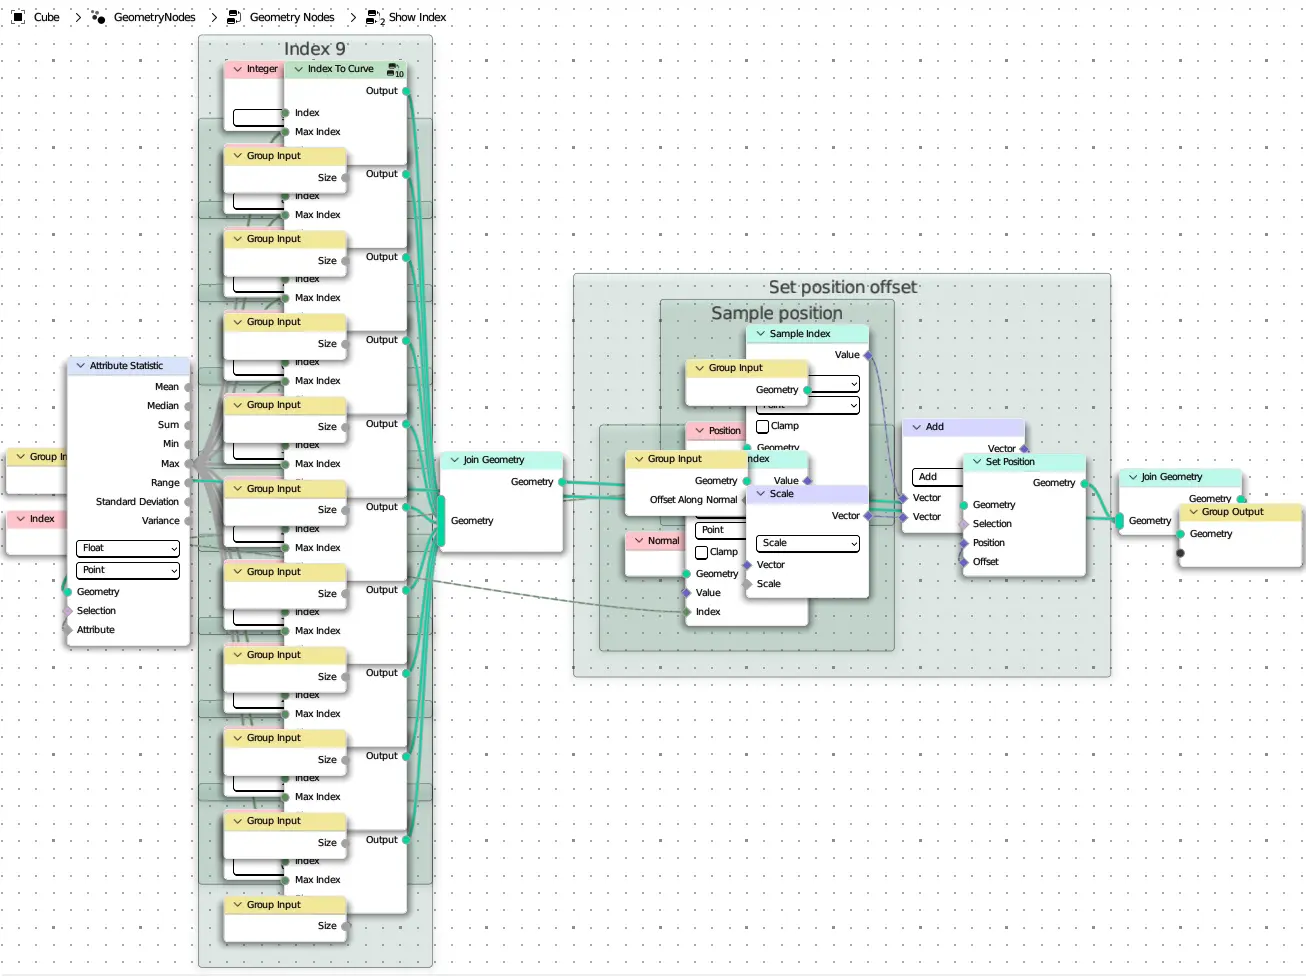 Cube GeometryNodes Geometry Nodes 2 Show Index
Index 9
Integer
Index To Curve 10
Output
Index
Max Index
Group Input
Size
Output
Index
Max Index
Group Input
Size
Output
Index
Max Index
Group Input
Size
Output
Index
Max Index
Group Input
Size
Output
Index
Max Index
Group Input
Size
Output
Index
Max Index
Group Input
Size
Output
Index
Max Index
Group Input
Size
Output
Index
Max Index
Group Input
Size
Output
Index
Max Index
Group Input
Size
Output
Index
Max Index
Group Input
Size
Group In
Index
Attribute Statistic
Mean
Median
Sum
Min
Max
Range
Standard Deviation
Variance
Float
Point
Geometry
Selection
Attribute
Join Geometry
Geometry
Geometry
Set position offset
Sample position
Sample Index
Value
Group Input
Geometry
Point
Clamp
Geometry
Position
Group Input
Geometry
Offset Along Normal
Normal
ndex
Value
Point
Clamp
Geometry
Value
Index
Scale
Vector
Scale
Vector
Scale
Add
Vector
Add
Vector
Vector
Set Position
Geometry
Geometry
Selection
Position
Offset
Join Geometry
Geometry
Geometry
Group Output
Geometry